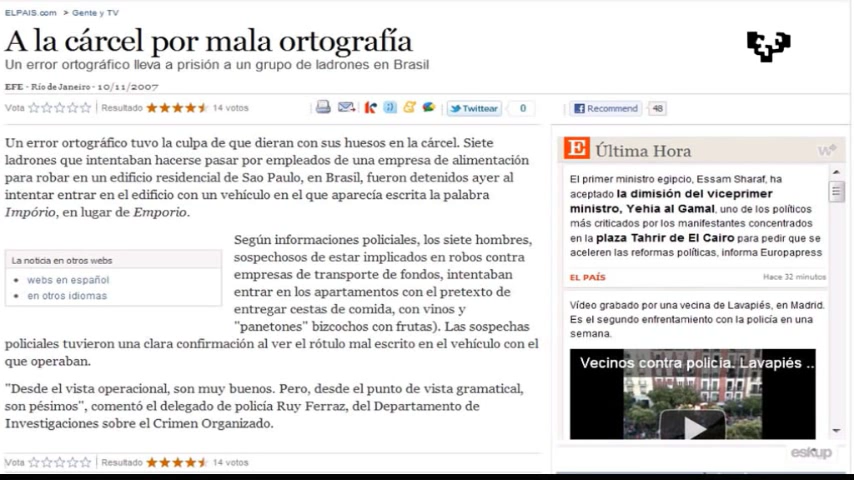 ELPAIS.com > Gente y TV
A la cárcel por mala ortografía
Un error ortográfico lleva a prisión a un grupo de ladrones en Brasil
EFE - Río de Janeiro - 10/11/2007
Vota Resultado 14 votos
Twittear 0
Recommend 48
Un error ortográfico tuvo la culpa de que dieran con sus huesos en la cárcel. Siete
ladrones que intentaban hacerse pasar por empleados de una empresa de alimentación
para robar en un edificio residencial de Sao Paulo, en Brasil, fueron detenidos ayer al
intentar entrar en el edificio con un vehículo en el que aparecía escrita la palabra
Impório, en lugar de Emporio.
La noticia en otros webs
webs en español
en otros idiomas
Según informaciones policiales, los siete hombres,
sospechosos de estar implicados en robos contra
empresas de transporte de fondos, intentaban
entrar en los apartamentos con el pretexto de
entregar cestas de comida, con vinos y
"panetones" bizcochos con frutas). Las sospechas
policiales tuvieron una clara confirmación al ver el rótulo mal escrito en el vehículo con el
que operaban.
"Desde el vista operacional, son muy buenos. Pero, desde el punto de vista gramatical,
son pésimos", comentó el delegado de policía Ruy Ferraz, del Departamento de
Investigaciones sobre el Crimen Organizado.
Vota Resultado 14 votos
E Última Hora
El primer ministro egipcio, Essam Sharaf, ha
aceptado la dimisión del viceprimer
ministro, Yehia al Gamal, uno de los políticos
más criticados por los manifestantes concentrados
en la plaza Tahrir de El Cairo para pedir que se
aceleren las reformas políticas, informa Europapress
EL PAÍS Hace 32 minutos
Vídeo grabado por una vecina de Lavapiés, en Madrid.
Es el segundo enfrentamiento con la policía en una
semana.
Vecinos contra policía. Lavapiés ..
eskup